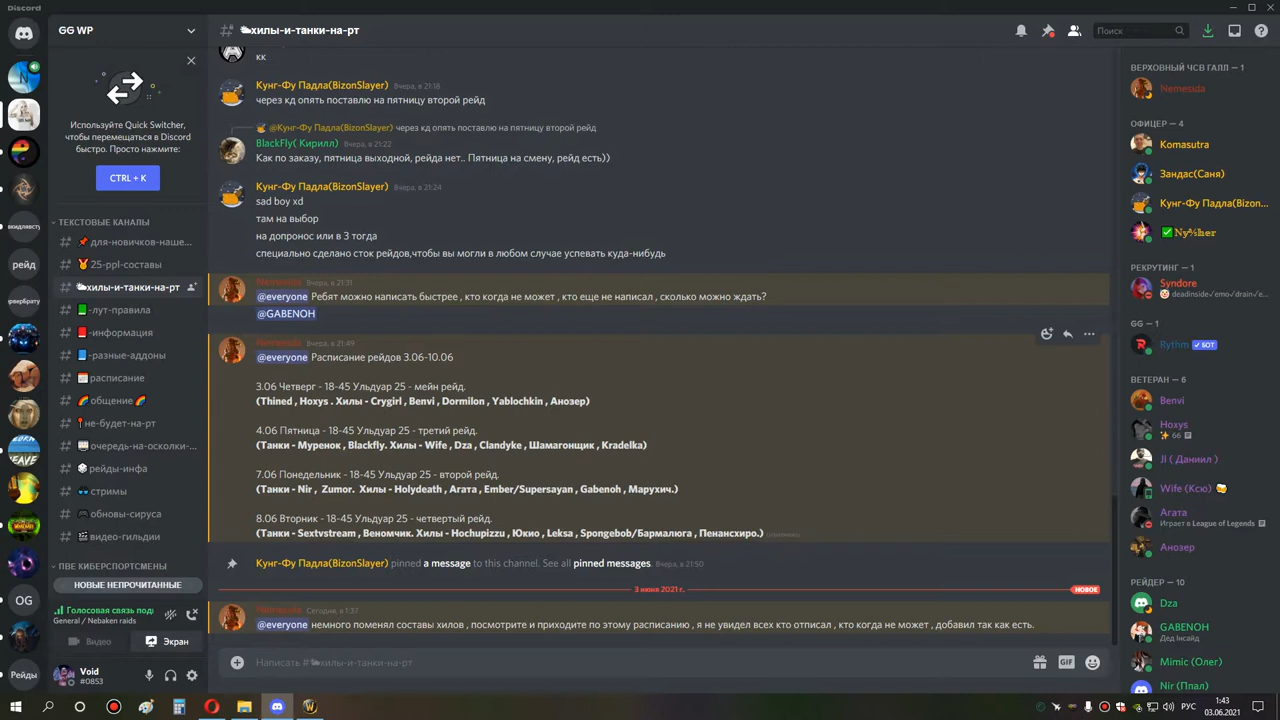 Discord
GG WP
хилы-и-танки-на-рт
Поиск
Используйте Quick Switcher,
чтобы перемещаться в Discord
быстро. Просто нажмите:
CTRL + K
ТЕКСТОВЫЕ КАНАЛЫ
для-новичков-наше...
25-ppl-составы
хилы-и-танки-на-рт
-лут-правила
-информация
-разные-аддоны
расписание
общение
не-будет-на-рт
очередь-на-осколки-...
рейды-инфа
стримы
обновы-сируса
видео-гильдии
ПВЕ КИБЕРСПОРТСМЕНЫ
НОВЫЕ НЕПРОЧИТАННЫЕ
Голосовая связь подк
General / Nebaken raids
Видео
Экран
Void
#0853
рейд
OG
Рейды
кк
Кунг-Фу Падла(BizonSlayer) Вчера, в 21:18
через кд опять поставлю на пятницу второй рейд
@Кунг-Фу Падла(BizonSlayer) через кд опять поставлю на пятницу второй рейд
BlackFly( Кирилл) Вчера, в 21:22
Как по заказу, пятница выходной, рейда нет.. Пятница на смену, рейд есть))
Кунг-Фу Падла(BizonSlayer) Вчера, в 21:24
sad boy xd
там на выбор
на допронос или в 3 тогда
специально сделано сток рейдов,чтобы вы могли в любом случае успевать куда-нибудь
Nemesida Вчера, в 21:31
@everyone Ребят можно написать быстрее , кто когда не может , кто еще не написал , сколько можно ждать?
@GABENOH
Nemesida Вчера, в 21:49
@everyone Расписание рейдов 3.06-10.06
3.06 Четверг - 18-45 Ульдуар 25 - мейн рейд.
(Thined , Hoxys . Хилы - Crygirl , Benvi , Dormilon , Yablochkin , Анозер)
4.06 Пятница - 18-45 Ульдуар 25 - третий рейд.
(Танки - Муренок , Blackfly. Хилы - Wife , Dza , Clandyke , Шамагонщик , Kradelka)
7.06 Понедельник - 18-45 Ульдуар 25 - второй рейд.
(Танки - Nir , Zumor. Хилы - Holydeath , Агата , Ember/Supersayan , Gabenoh , Марухич.)
8.06 Вторник - 18-45 Ульдуар 25 - четвертый рейд.
(Танки - Sextvstream , Веномчик. Хилы - Hochupizzu , Юкио , Leksa , Spongebob/Бармалюга , Пенансхиро.)
Кунг-Фу Падла(BizonSlayer) pinned a message to this channel. See all pinned messages. Вчера, в 21:50
3 июня 2021 г.
НОВОЕ
Nemesida Сегодня, в 1:37
@everyone немного поменял составы хилов , посмотрите и приходите по этому расписанию , я не увидел всех кто отписал , кто когда не может , добавил так как есть.
Написать #хилы-и-танки-на-рт
GIF
ВЕРХОВНЫЙ ЧСВ ГАЛЛ – 1
Nemesida
ОФИЦЕР – 4
Komasutra
Зандас(Саня)
Кунг-Фу Падла(Bizon...
РЕКРУТИНГ – 1
Syndore
deadinside✓emo✓drain✓e...
GG – 1
Rythm БОТ
ВЕТЕРАН – 6
Benvi
Hoxys
66
Jl ( Даниил )
Wife (Ксю)
Агата
Играет в League of Legends
Анозер
РЕЙДЕР – 10
Dza
GABENOH
Дед Інсайд
Mimic (Олег)
Nir (Ппал)
РУС
1:43
03.06.2021